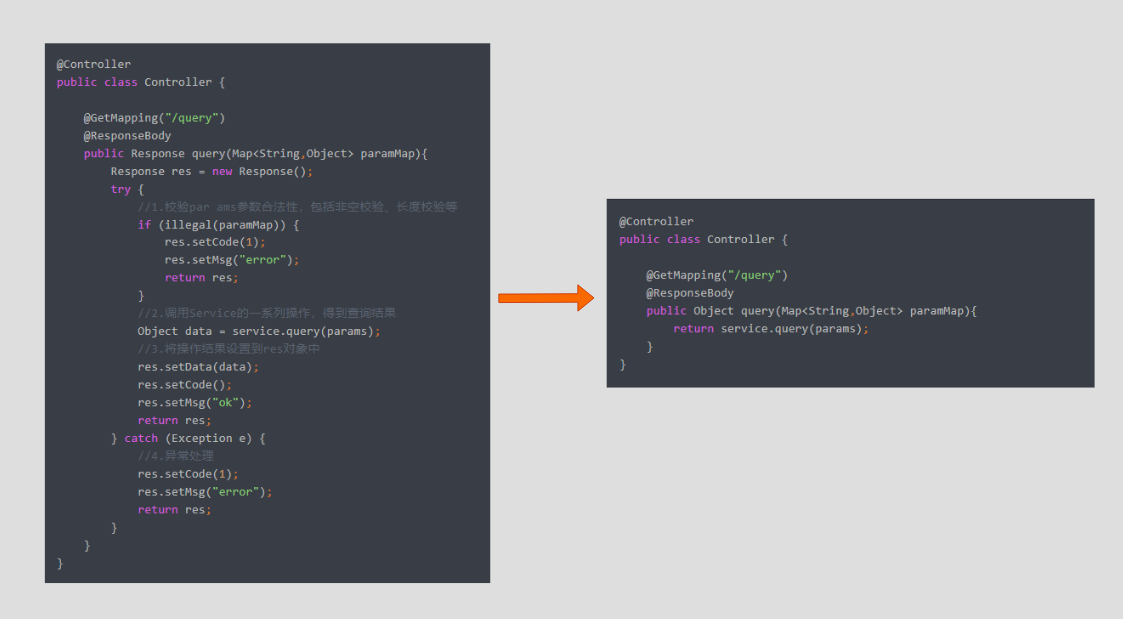 @Controller
public class Controller {
@GetMapping("/query")
@ResponseBody
public Response query(Map<String,Object> paramMap){
Response res = new Response();
try {
//1.校验par ams参数合法性，包括非空校验、长度校验等
if (illegal(paramMap)) {
res.setCode(1);
res.setMsg("error");
return res;
}
//2.调用Service的一系列操作，得到查询结果
Object data = service.query(params);
//3.将操作结果设置到res对象中
res.setData(data);
res.setCode();
res.setMsg("ok");
return res;
} catch (Exception e) {
//4.异常处理
res.setCode(1);
res.setMsg("error");
return res;
}
}
}
@Controller
public class Controller {
@GetMapping("/query")
@ResponseBody
public Object query(Map<String,Object> paramMap){
return service.query(params);
}
}